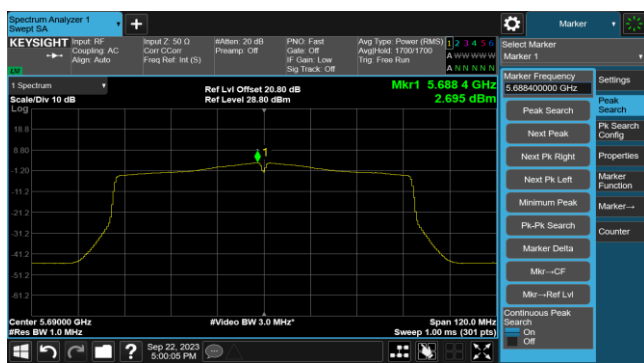 Spectrum Analyzer 1
Swept SA
+
Marker
KEYSIGHT
Input: RF
Coupling: AC
Align: Auto
Input Z: 50 Ω
Corr CCorr
Freq Ref: Int (S)
#Atten: 20 dB
Preamp: Off
PNO: Fast
Gate: Off
IF Gain: Low
Sig Track: Off
Avg Type: Power (RMS)
Avg|Hold: 1700/1700
Trig: Free Run
1 2 3 4 5 6
A W W W W W
A N N N N N
LXI
Select Marker
Marker 1
1 Spectrum
Scale/Div 10 dB
Log
Ref Lvl Offset 20.80 dB
Ref Level 28.80 dBm
Mkr1 5.688 4 GHz
2.695 dBm
18.8
8.80
-1.20
-11.2
-21.2
-31.2
-41.2
-51.2
-61.2
1
Center 5.69000 GHz
#Res BW 1.0 MHz
#Video BW 3.0 MHz*
Span 120.0 MHz
Sweep 1.00 ms (301 pts)
Marker Frequency
5.688400000 GHz
Peak Search
Next Peak
Next Pk Right
Next Pk Left
Minimum Peak
Pk-Pk Search
Marker Delta
Mkr→CF
Mkr→Ref Lvl
Continuous Peak
Search
On
Off
Settings
Peak
Search
Pk Search
Config
Properties
Marker
Function
Marker→
Counter
?
Sep 22, 2023
5:00:05 PM